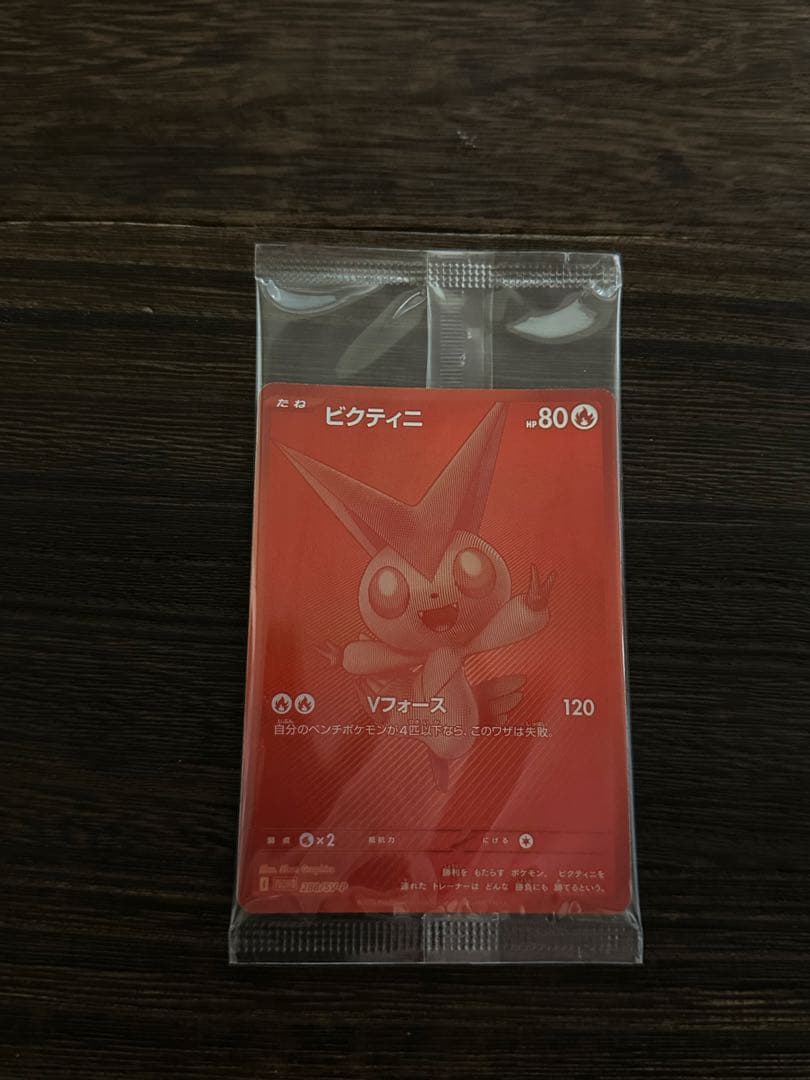 たね ビクティニ HP80
Vフォース 120
自分のベンチポケモンが4匹以下なら、このワザは失敗。
弱点 ×2 抵抗力 にげる
勝利を もたらす ポケモン。 ビクティニを
I 288/SV-P 連れた トレーナーは どんな 勝負にも 勝てるという。